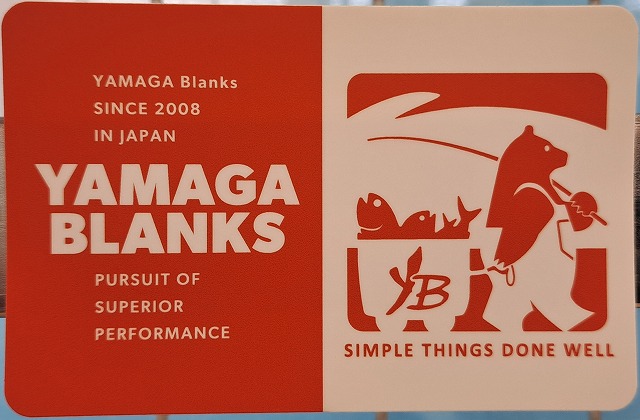 YAMAGA Blanks
SINCE 2008
IN JAPAN
YAMAGA
BLANKS
PURSUIT OF
SUPERIOR
PERFORMANCE
YB
SIMPLE THINGS DONE WELL